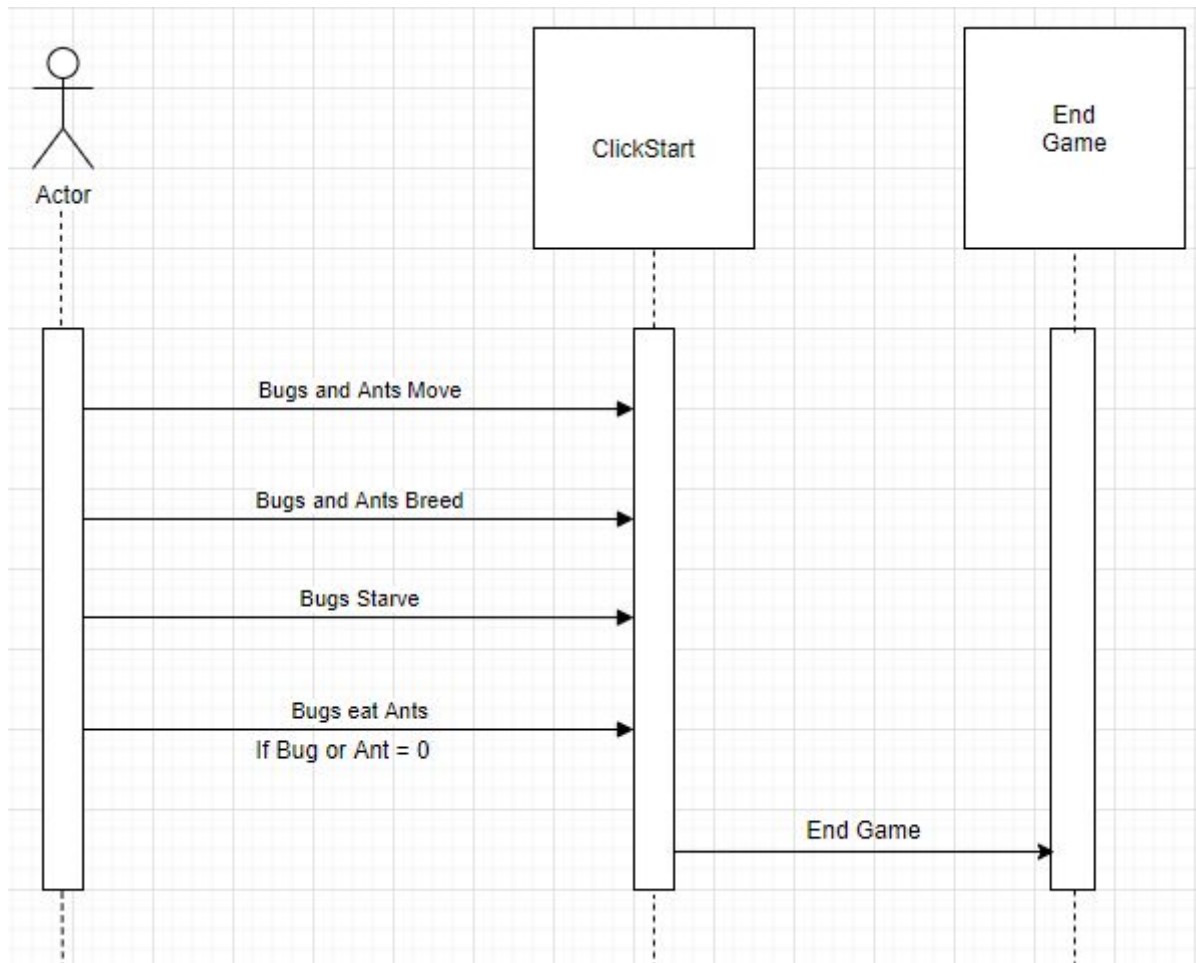 Actor
ClickStart
End
Game
Bugs and Ants Move
Bugs and Ants Breed
Bugs Starve
Bugs eat Ants
If Bug or Ant = 0
End Game